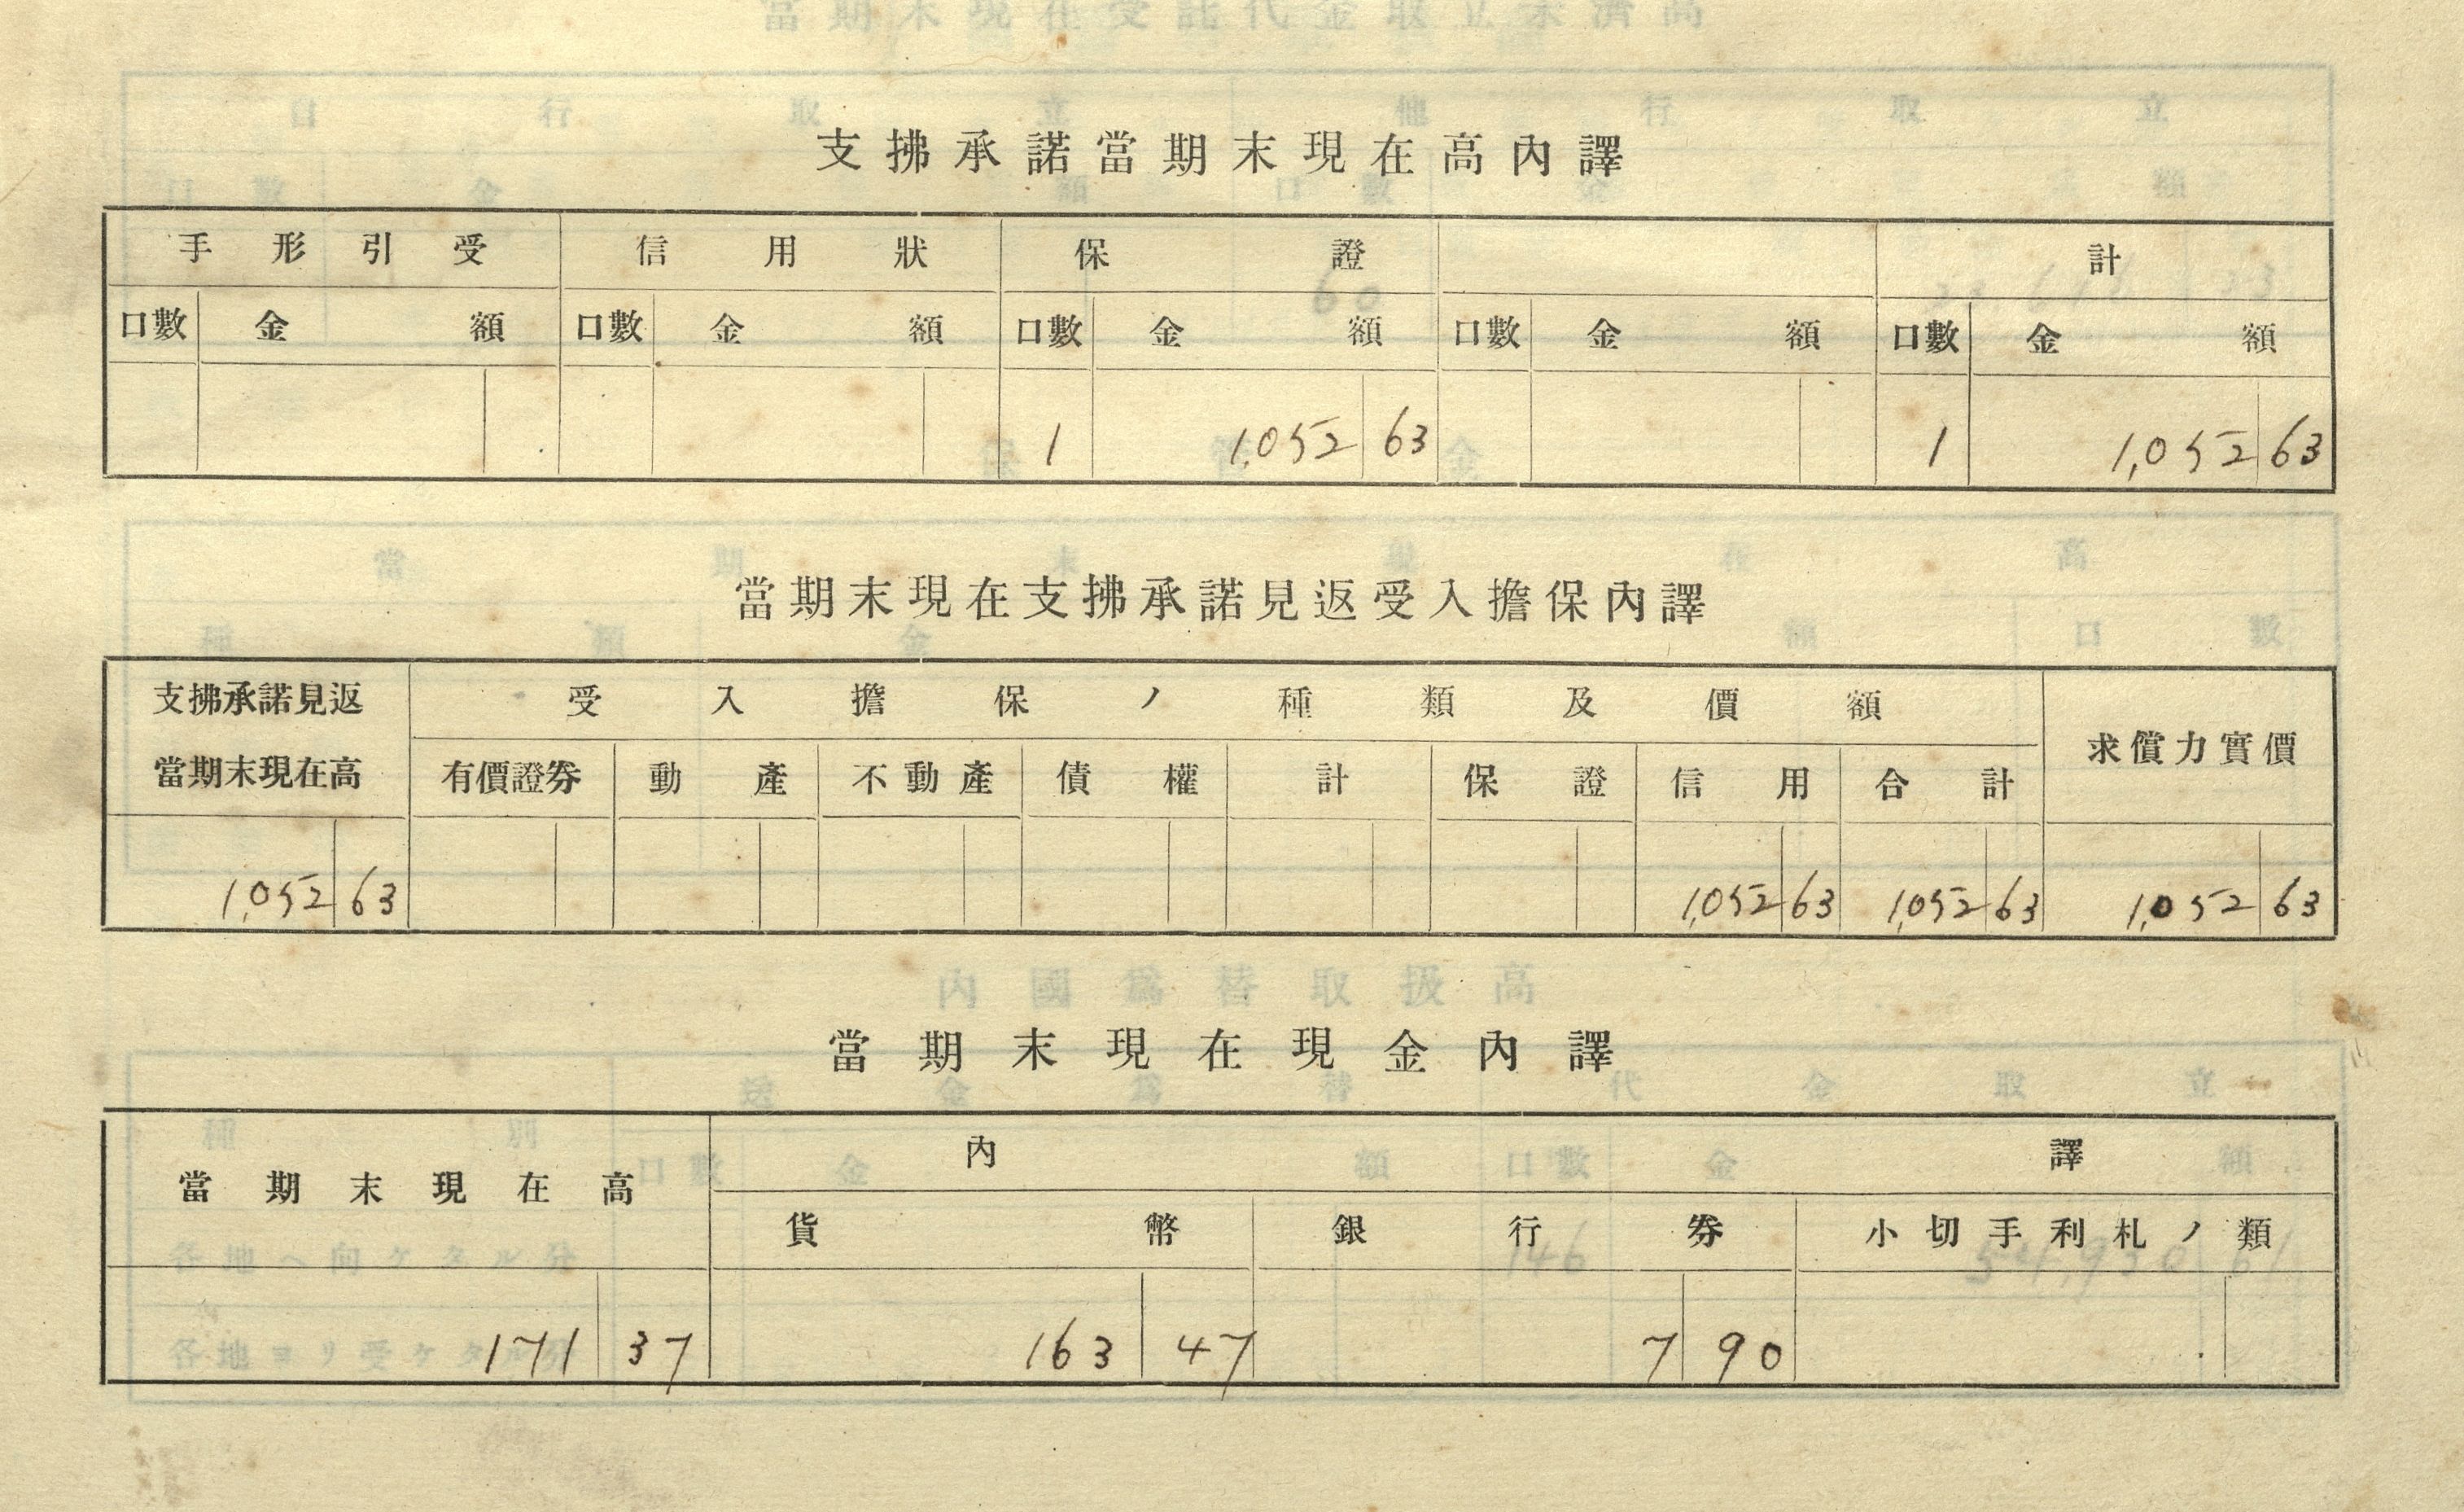 支拂承諾當期末現在高內譯
手形引受 信用狀 保證 計
口數 金額 口數 金額 口數 金額 口數 金額 口數 金額
1 1,052 63 1 1,052 63
當期末現在支拂承諾見返受入擔保內譯
支拂承諾見返 受入擔保ノ種類及價額 求償力實價
當期末現在高 有價證券 動產 不動產 債權 計 保證 信用 合計
1,052 63 1,052 63 1,052 63 1,052 63
當期末現在現金內譯
當期末現在高 內譯
貨幣 銀行券 小切手利札ノ類
171 37 163 47 7 90